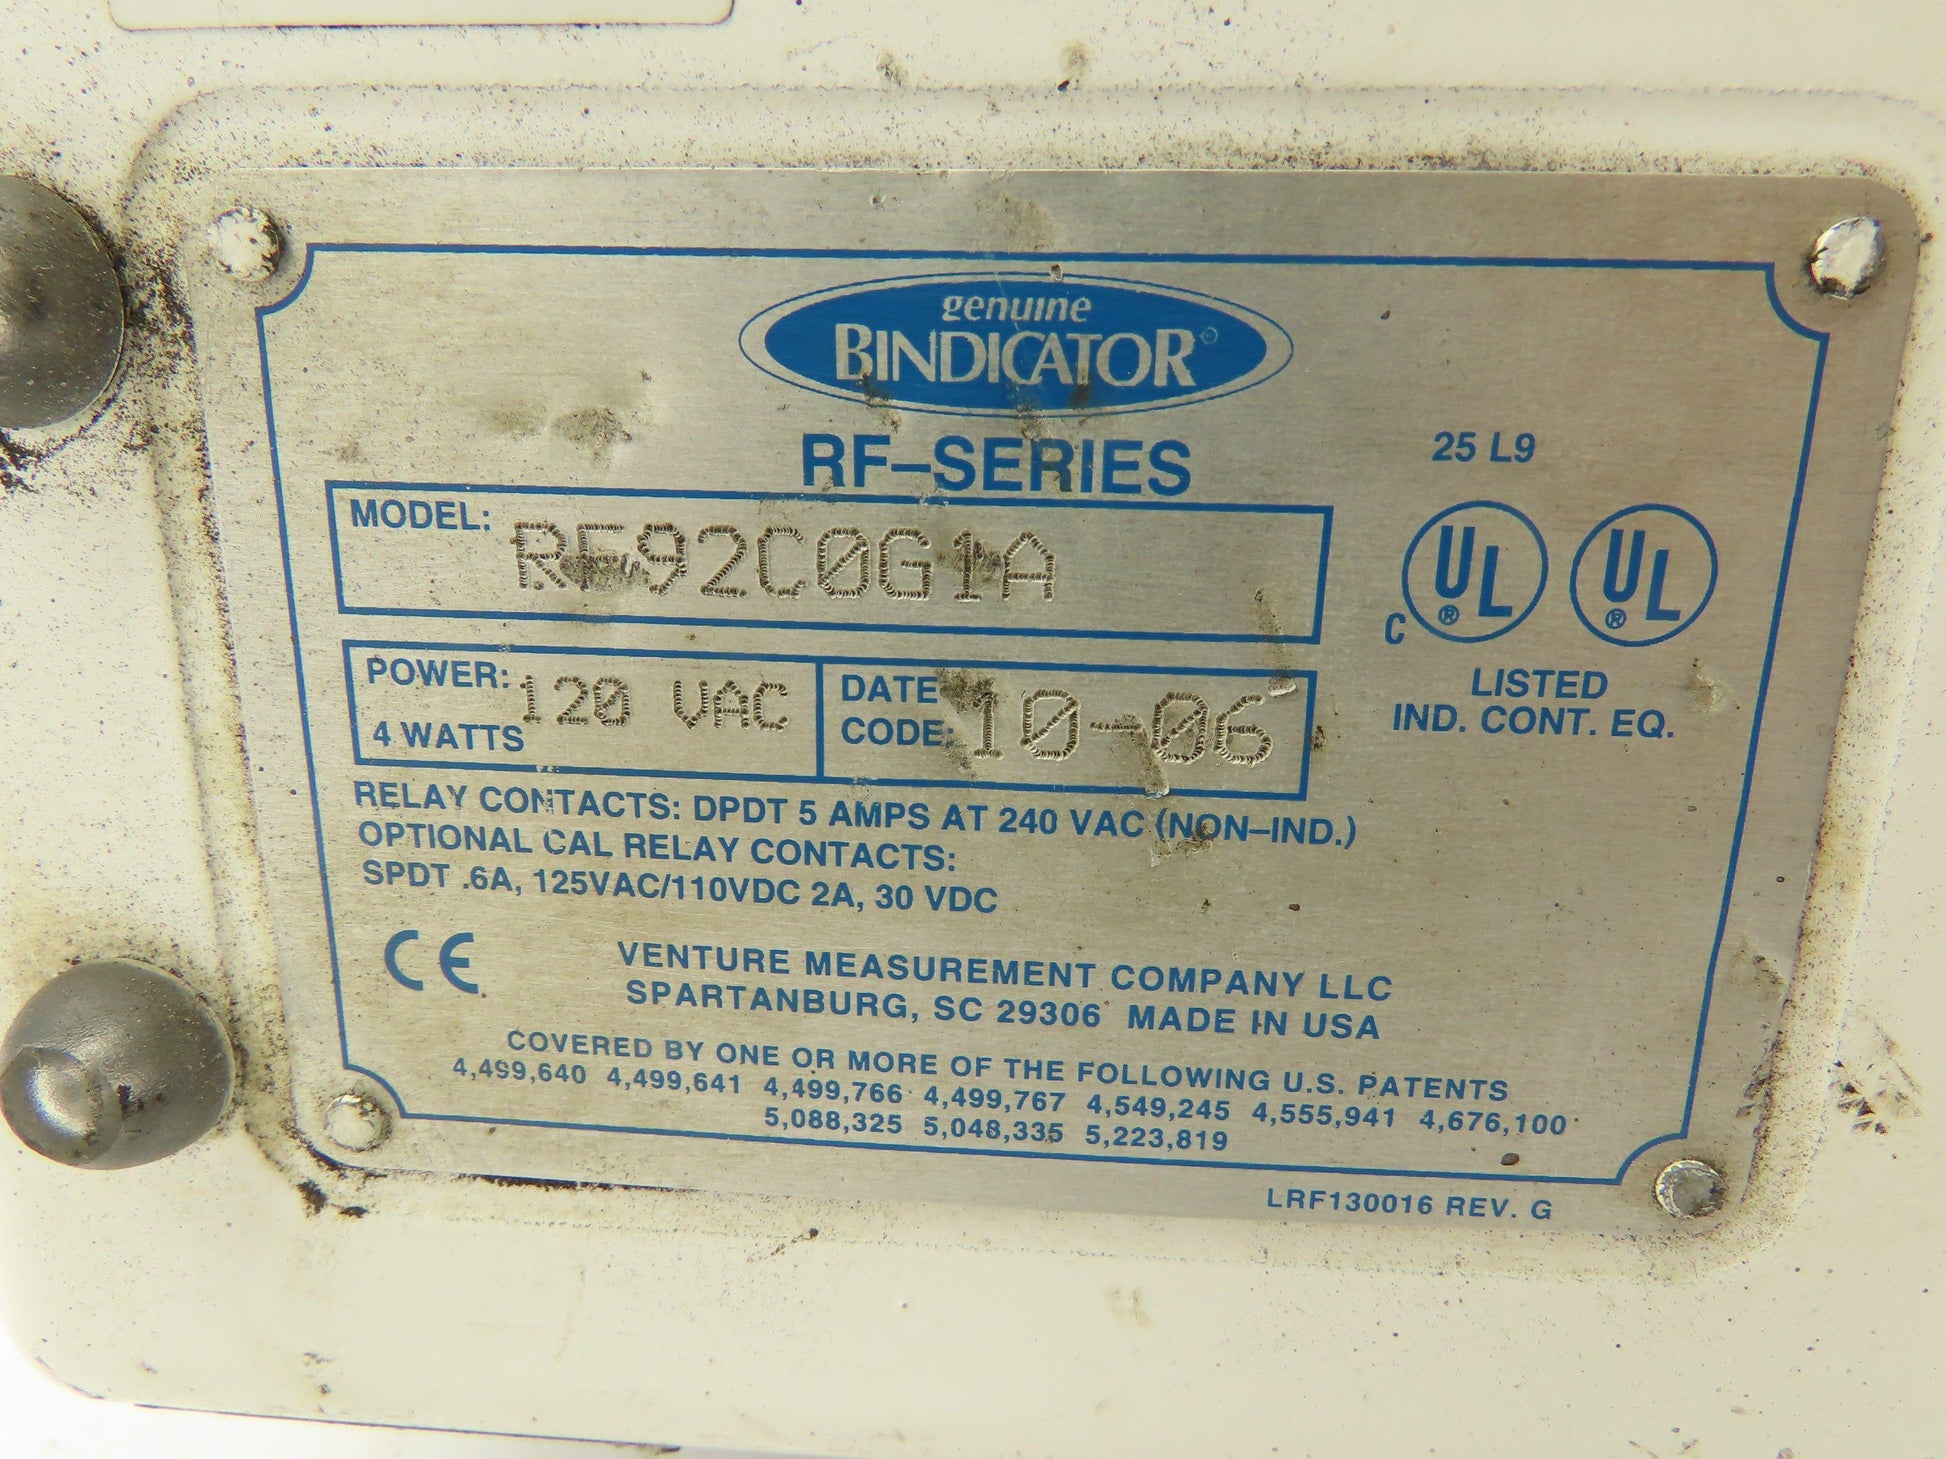 genuine
BINDICATOR®
RF-SERIES
25 L9
MODEL: RF92C0G1A
UL® UL®
C
POWER: 120 VAC
4 WATTS
DATE
CODE: 10-06
LISTED
IND. CONT. EQ.
RELAY CONTACTS: DPDT 5 AMPS AT 240 VAC (NON-IND.)
OPTIONAL CAL RELAY CONTACTS:
SPDT .6A, 125VAC/110VDC 2A, 30 VDC
CE
VENTURE MEASUREMENT COMPANY LLC
SPARTANBURG, SC 29306 MADE IN USA
COVERED BY ONE OR MORE OF THE FOLLOWING U.S. PATENTS
4,499,640 4,499,641 4,499,766 4,499,767 4,549,245 4,555,941 4,676,100
5,088,325 5,048,335 5,223,819
LRF130016 REV. G